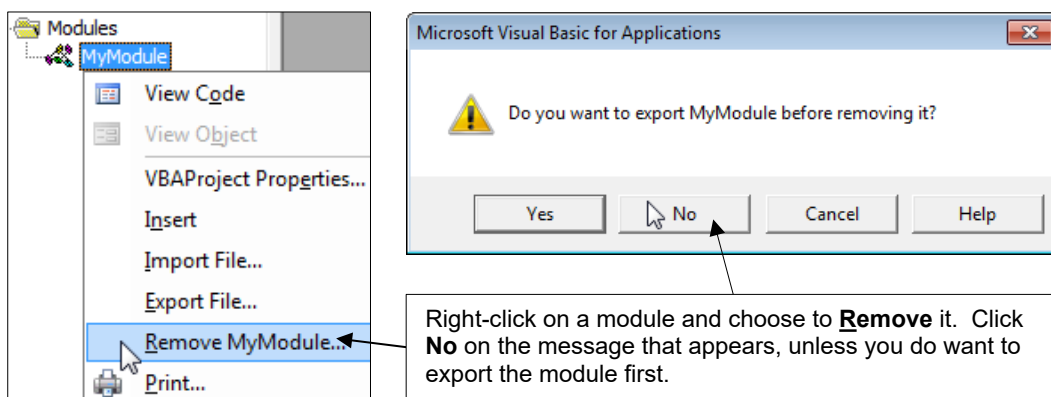 Modules
MyModule
View Code
View Object
VBAProject Properties...
Insert
Import File...
Export File...
Remove MyModule...
Print...
Microsoft Visual Basic for Applications
Do you want to export MyModule before removing it?
Yes
No
Cancel
Help
Right-click on a module and choose to Remove it.  Click
No on the message that appears, unless you do want to
export the module first.